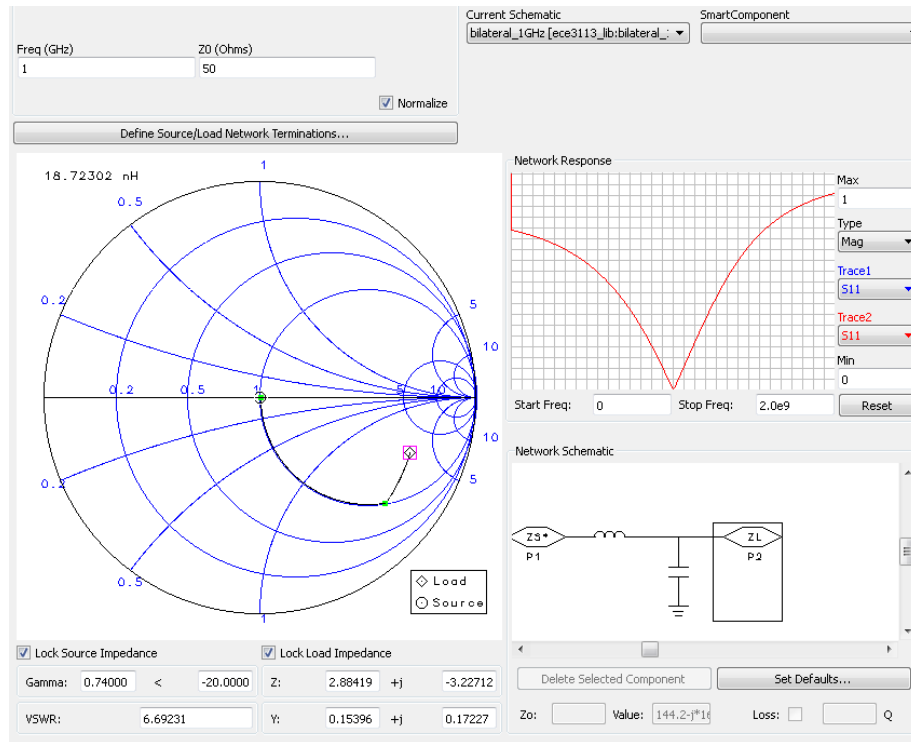 Current Schematic
SmartComponent
bilateral_1GHz [ece3113_lib:bilateral_:
Freq (GHz)
Z0 (Ohms)
1
50
Normalize
Define Source/Load Network Terminations...
18.72302 nH
1
0.5
0.2
5
10
0.2
0.5
1
5
10
10
5
0.2
0.5
1
Load
Source
Network Response
Max
1
Type
Mag
Trace1
S11
Trace2
S11
Min
0
Start Freq:
0
Stop Freq:
2.0e9
Reset
Network Schematic
ZS*
P1
ZL
P2
Lock Source Impedance
Lock Load Impedance
Gamma:
0.74000
<
-20.0000
Z:
2.88419
+j
-3.22712
VSWR:
6.69231
Y:
0.15396
+j
0.17227
Delete Selected Component
Set Defaults...
Zo:
Value:
144.2-j*16
Loss:
Q